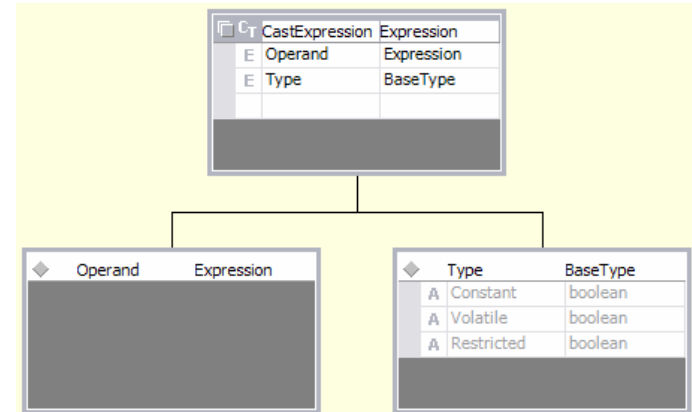 CT CastExpression Expression
E Operand Expression
E Type BaseType
Operand Expression
Type BaseType
A Constant boolean
A Volatile boolean
A Restricted boolean